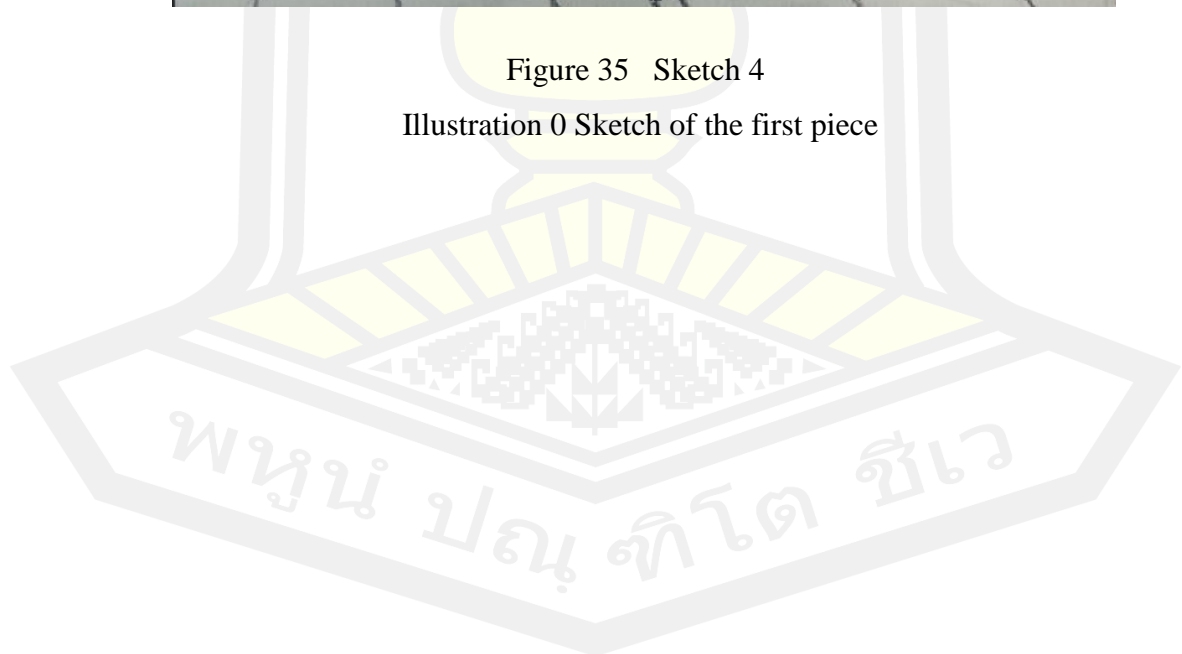 Figure 35 Sketch 4
Illustration 0 Sketch of the first piece
พหูนํ ปณฺฑิโต ชีเว